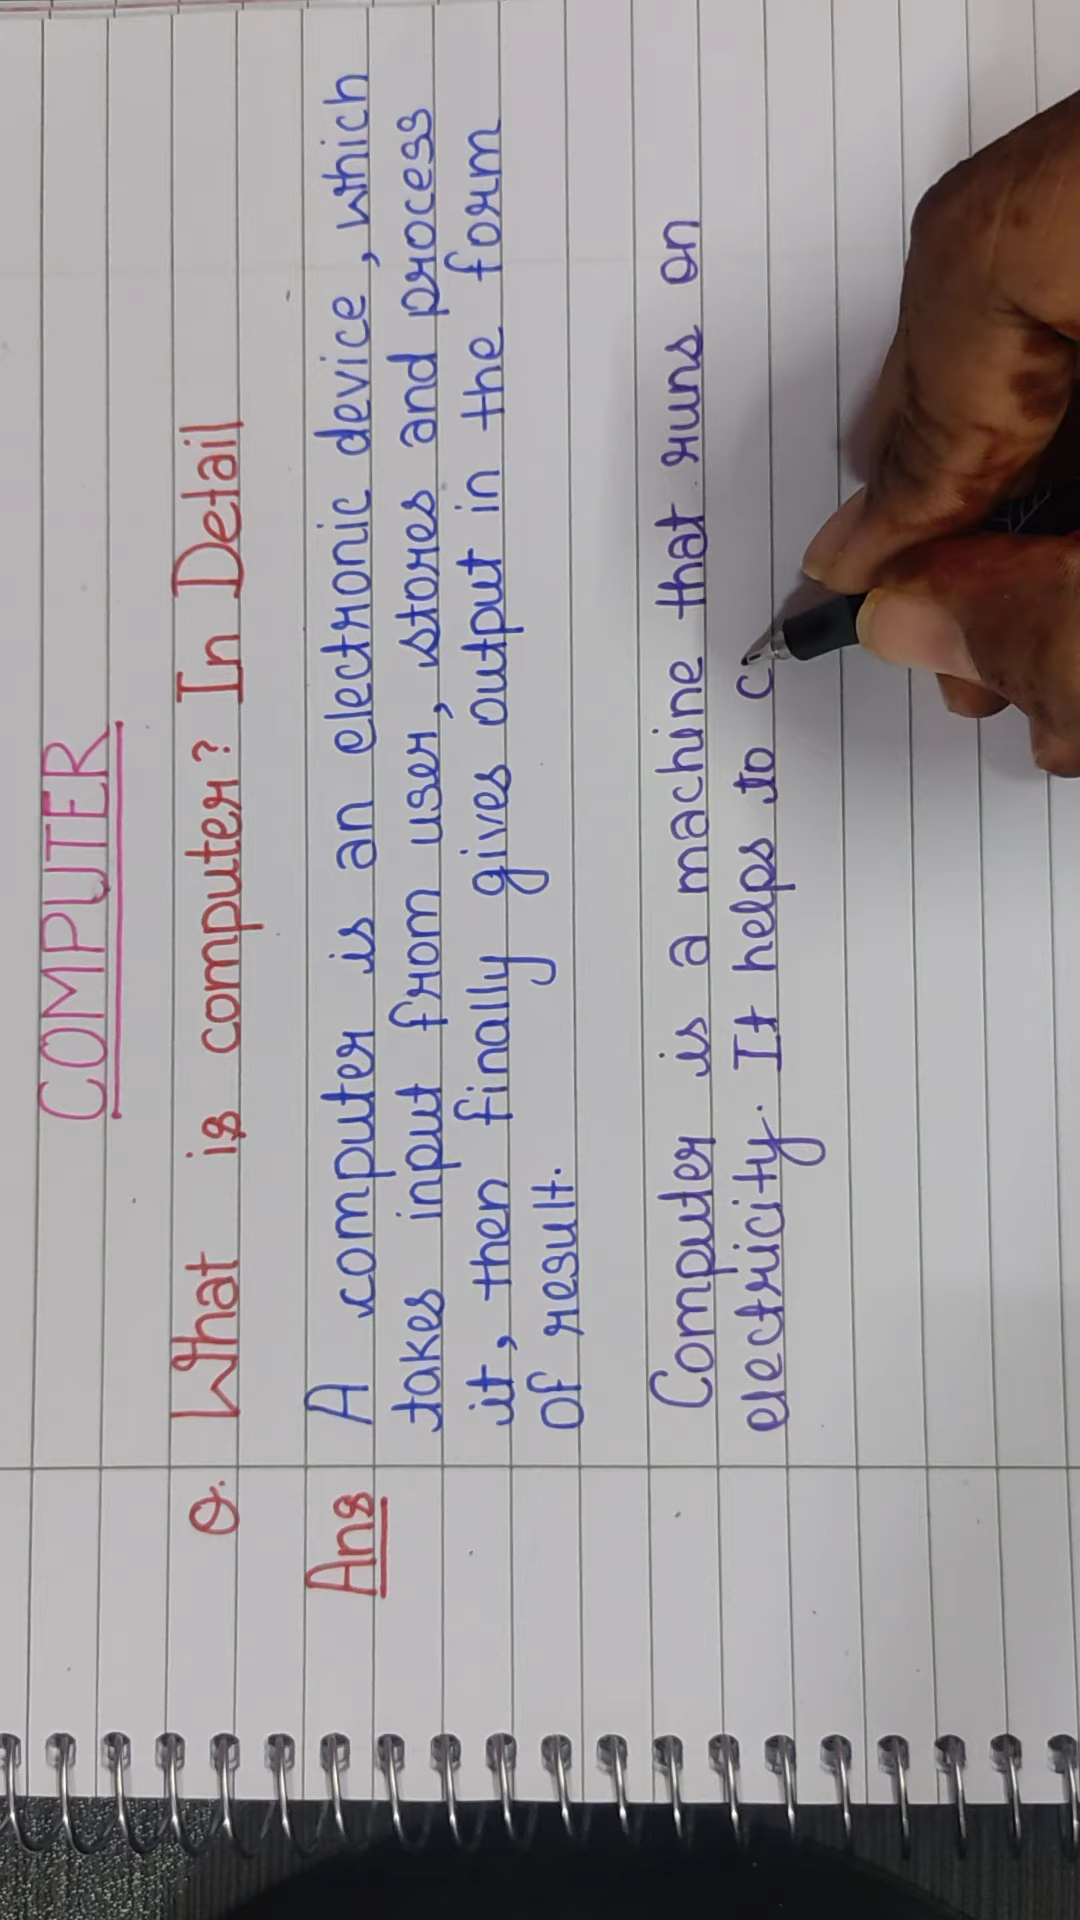 COMPUTER
Q. What is computer? In Detail
Ans A computer is an electronic device, which
takes input from user, stores and process
it, then finally gives output in the form
of result.
Computer is a machine that runs on
electricity. It helps to c